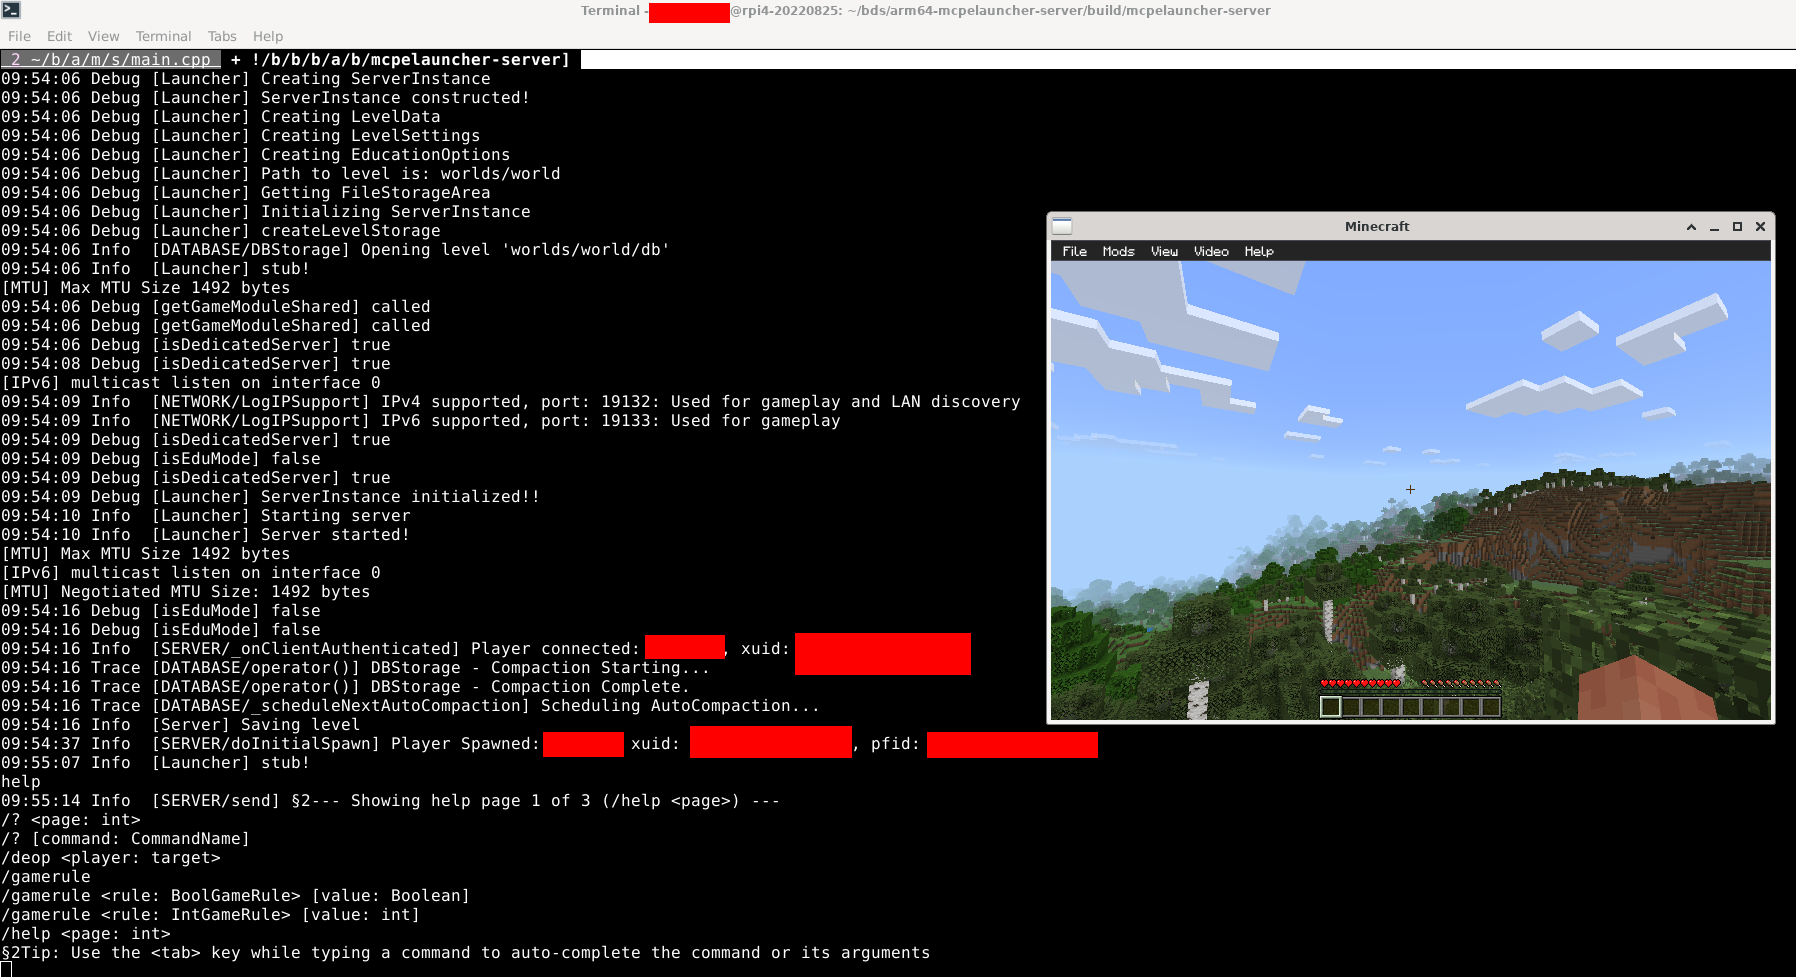 Terminal - @rpi4-20220825: ~/bds/arm64-mcpelauncher-server/build/mcpelauncher-server
File Edit View Terminal Tabs Help
2 ~/b/a/m/s/main.cpp + !/b/b/b/a/b/mcpelauncher-server]
09:54:06 Debug [Launcher] Creating ServerInstance
09:54:06 Debug [Launcher] ServerInstance constructed!
09:54:06 Debug [Launcher] Creating LevelData
09:54:06 Debug [Launcher] Creating LevelSettings
09:54:06 Debug [Launcher] Creating EducationOptions
09:54:06 Debug [Launcher] Path to level is: worlds/world
09:54:06 Debug [Launcher] Getting FileStorageArea
09:54:06 Debug [Launcher] Initializing ServerInstance
09:54:06 Debug [Launcher] createLevelStorage
09:54:06 Info  [DATABASE/DBStorage] Opening level 'worlds/world/db'
09:54:06 Info  [Launcher] stub!
[MTU] Max MTU Size 1492 bytes
09:54:06 Debug [getGameModuleShared] called
09:54:06 Debug [getGameModuleShared] called
09:54:06 Debug [isDedicatedServer] true
09:54:08 Debug [isDedicatedServer] true
[IPv6] multicast listen on interface 0
09:54:09 Info  [NETWORK/LogIPSupport] IPv4 supported, port: 19132: Used for gameplay and LAN discovery
09:54:09 Info  [NETWORK/LogIPSupport] IPv6 supported, port: 19133: Used for gameplay
09:54:09 Debug [isDedicatedServer] true
09:54:09 Debug [isEduMode] false
09:54:09 Debug [isDedicatedServer] true
09:54:09 Debug [Launcher] ServerInstance initialized!!
09:54:10 Info  [Launcher] Starting server
09:54:10 Info  [Launcher] Server started!
[MTU] Max MTU Size 1492 bytes
[IPv6] multicast listen on interface 0
[MTU] Negotiated MTU Size: 1492 bytes
09:54:16 Debug [isEduMode] false
09:54:16 Debug [isEduMode] false
09:54:16 Info  [SERVER/_onClientAuthenticated] Player connected: , xuid:
09:54:16 Trace [DATABASE/operator()] DBStorage - Compaction Starting...
09:54:16 Trace [DATABASE/operator()] DBStorage - Compaction Complete.
09:54:16 Trace [DATABASE/_scheduleNextAutoCompaction] Scheduling AutoCompaction...
09:54:16 Info  [Server] Saving level
09:54:37 Info  [SERVER/doInitialSpawn] Player Spawned: xuid: , pfid:
09:55:07 Info  [Launcher] stub!
help
09:55:14 Info  [SERVER/send] §2--- Showing help page 1 of 3 (/help <page>) ---
/? <page: int>
/? [command: CommandName]
/deop <player: target>
/gamerule
/gamerule <rule: BoolGameRule> [value: Boolean]
/gamerule <rule: IntGameRule> [value: int]
/help <page: int>
§2Tip: Use the <tab> key while typing a command to auto-complete the command or its arguments
Minecraft
File Mods View Video Help